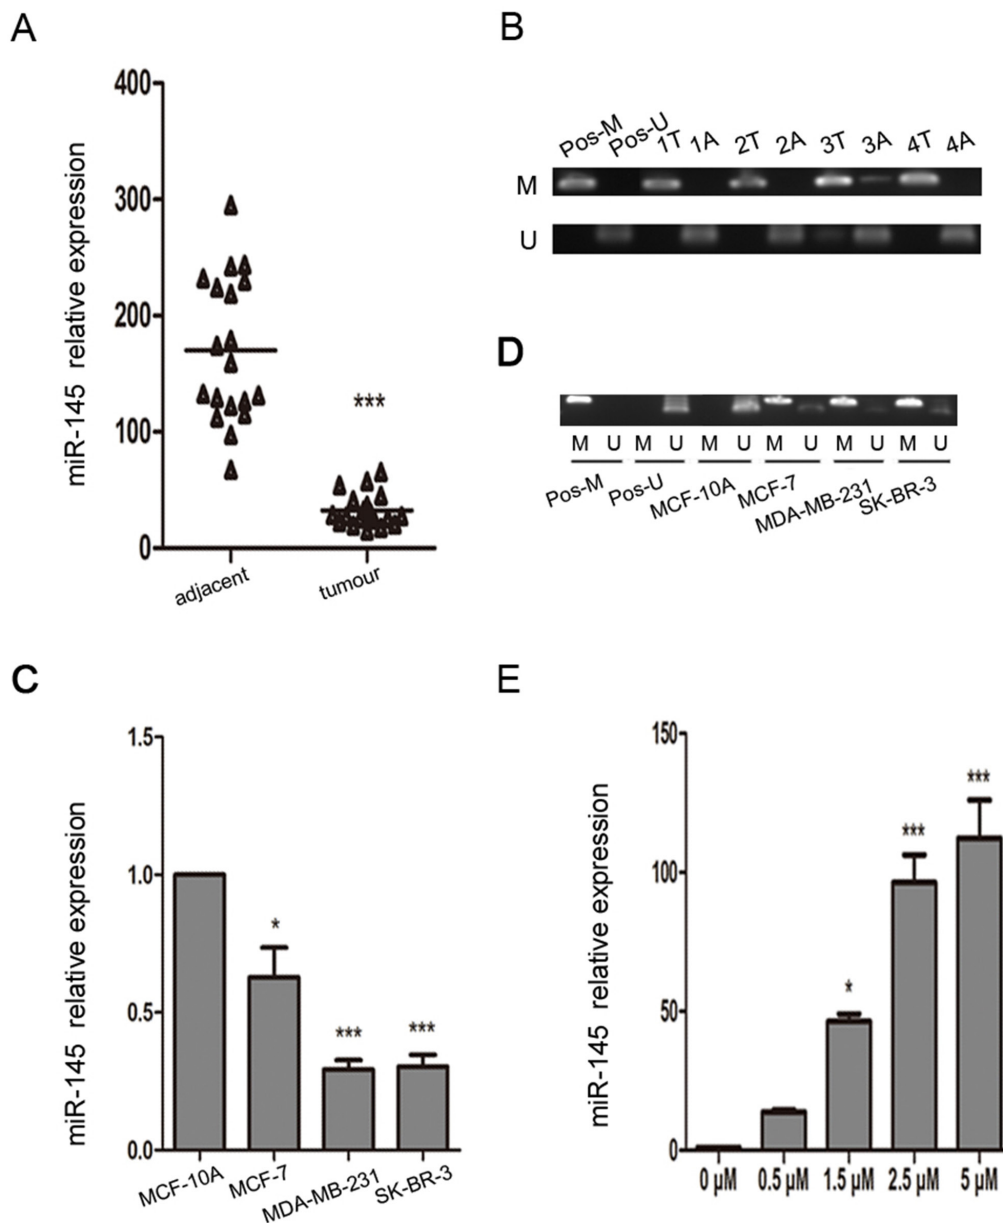 A
miR-145 relative expression
400
300
200
100
0
***
adjacent
tumour
B
Pos-M Pos-U 1T 1A 2T 2A 3T 3A 4T 4A
M
U
D
M U M U M U M U M U M U
Pos-M Pos-U MCF-10A MCF-7 MDA-MB-231 SK-BR-3
C
miR-145 relative expression
1.5
1.0
0.5
0.0
* *** ***
MCF-10A MCF-7 MDA-MB-231 SK-BR-3
E
miR-145 relative expression
150
100
50
0
* *** ***
0 µM 0.5 µM 1.5 µM 2.5 µM 5 µM